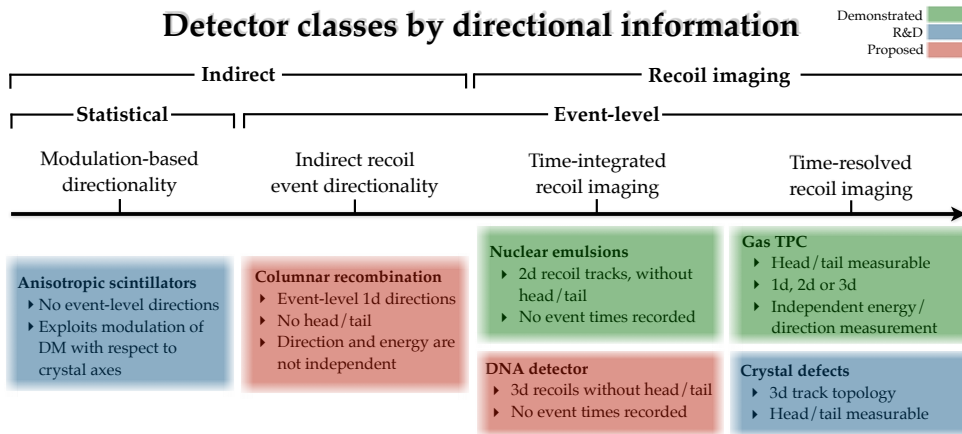 Detector classes by directional information
Demonstrated
R&D
Proposed
Indirect
Recoil imaging
Statistical
Event-level
Modulation-based
directionality
Indirect recoil
event directionality
Time-integrated
recoil imaging
Time-resolved
recoil imaging
Anisotropic scintillators
No event-level directions
Exploits modulation of
DM with respect to
crystal axes
Columnar recombination
Event-level 1d directions
No head/tail
Direction and energy are
not independent
Nuclear emulsions
2d recoil tracks, without
head/tail
No event times recorded
DNA detector
3d recoils without head/tail
No event times recorded
Gas TPC
Head/tail measurable
1d, 2d or 3d
Independent energy/
direction measurement
Crystal defects
3d track topology
Head/tail measurable